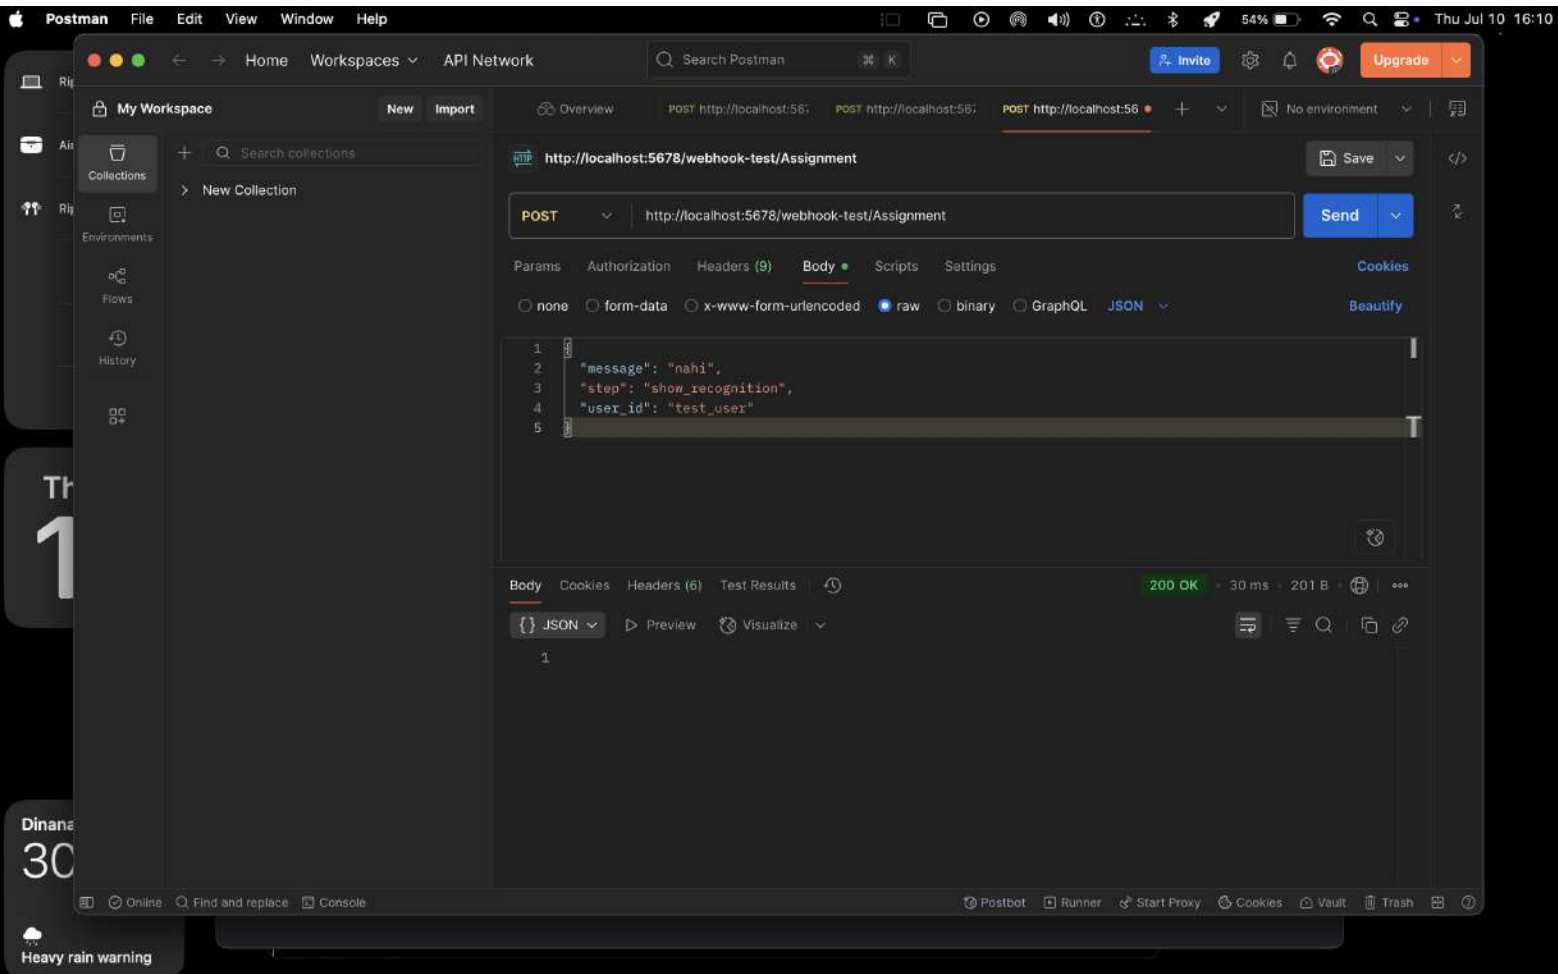 Postman File Edit View Window Help 54% Thu Jul 10 16:10
Home Workspaces API Network Search Postman ⌘ K Invite Upgrade
My Workspace New Import Overview POST http://localhost:567 POST http://localhost:567 POST http://localhost:56 No environment
Collections
Search collections
New Collection
Environments
Flows
History
HTTP http://localhost:5678/webhook-test/Assignment Save </>
POST http://localhost:5678/webhook-test/Assignment Send
Params Authorization Headers (9) Body Scripts Settings Cookies
none form-data x-www-form-urlencoded raw binary GraphQL JSON Beautify
1 {
2 "message": "nahi",
3 "step": "show_recognition",
4 "user_id": "test_user"
5 }
Body Cookies Headers (6) Test Results 200 OK 30 ms 201 B
{} JSON Preview Visualize
1
Online Find and replace Console Postbot Runner Start Proxy Cookies Vault Trash
30
Heavy rain warning